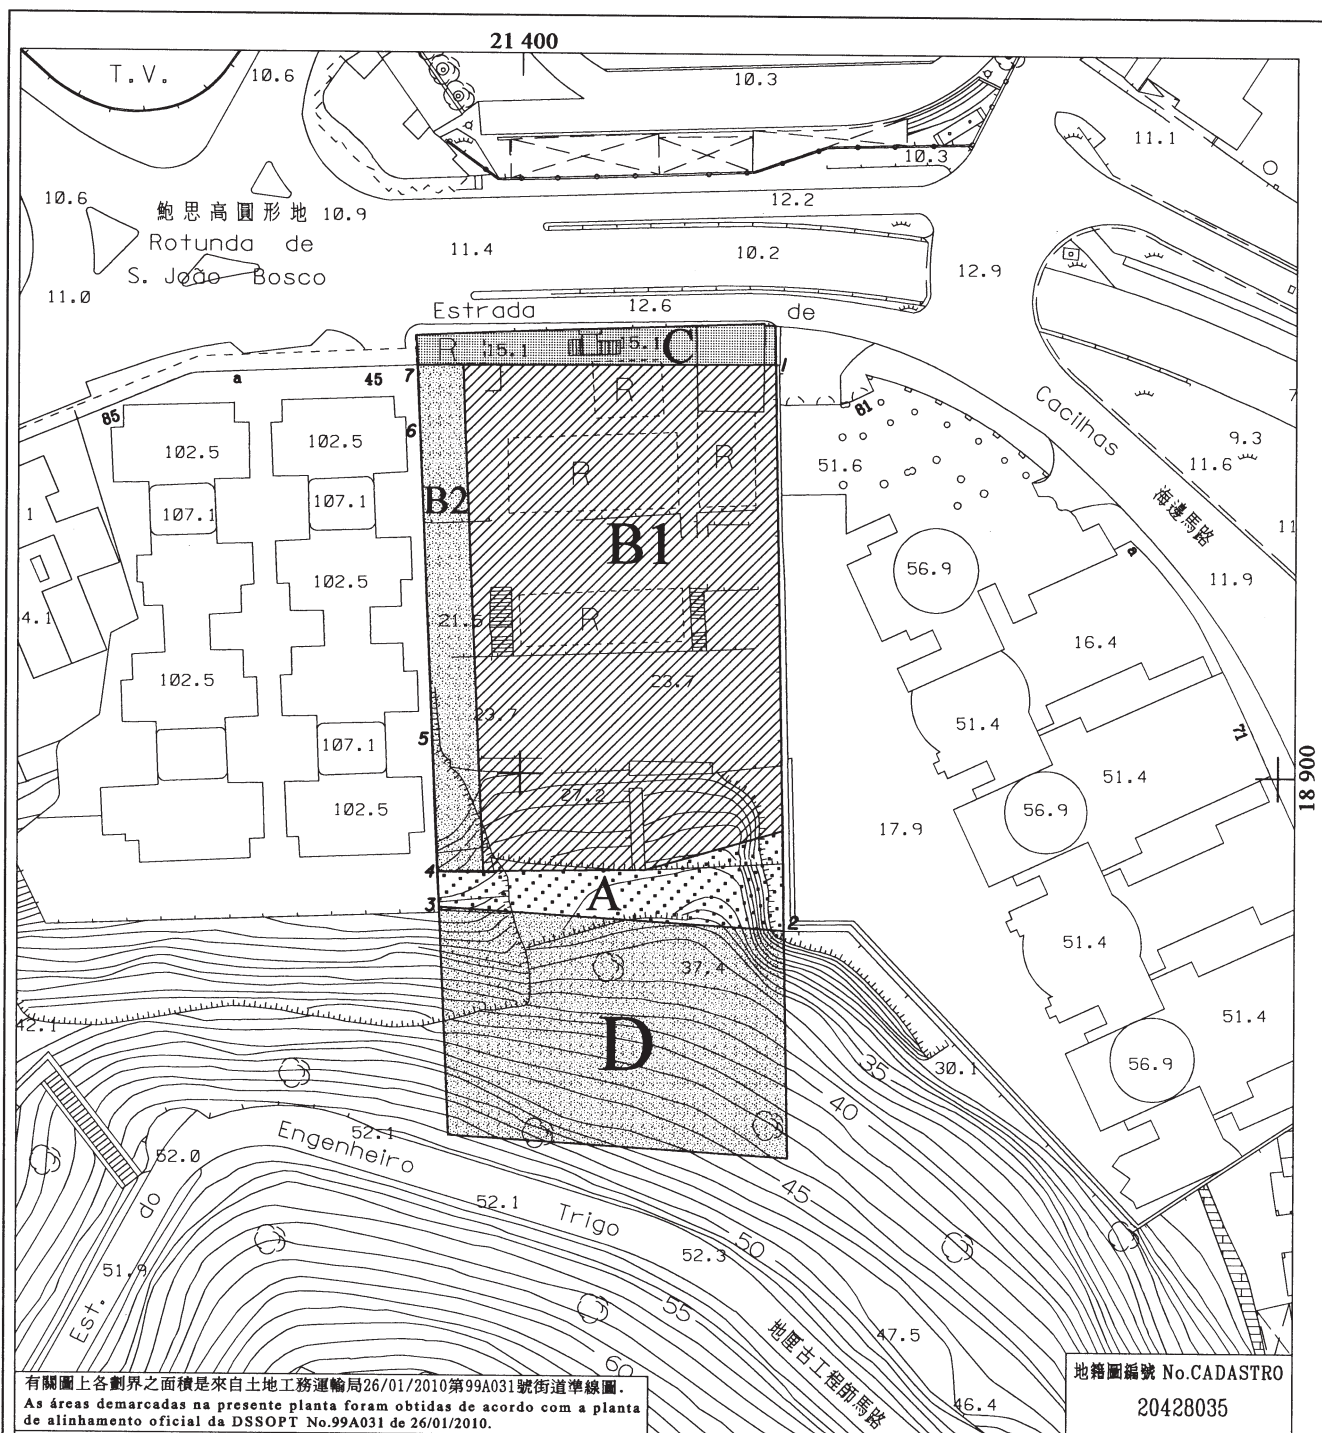 21 400
T.V.
10.6
10.3
11.1
10.3
10.6
鮑思高圓形地 10.9
12.2
Rotunda de
11.4
10.2
12.9
S. João Bosco
11.0
Estrada
12.6
de
R
15.1
15.1
C
7
1
a
45
85
6
81
R
Cacilhas
102.5
102.5
9.3
51.6
11.6
R
R
海邊馬路
107.1
107.1
B2
1
11
B1
a
56.9
102.5
11.9
4.1
21.5
R
16.4
102.5
23.7
23.7
51.4
71
5
107.1
51.4
18 900
27.2
102.5
56.9
17.9
4
A
3
2
51.4
37.4
42.1
51.4
D
35
30.1
56.9
40
Engenheiro
52.1
52.0
45
do
52.1
Trigo
50
52.3
51.9
55
Est.
47.5
地厘古工程師馬路
60
46.4
有關圖上各劃界之面積是來自土地工務運輸局26/01/2010第99A031號街道準線圖.
As áreas demarcadas na presente planta foram obtidas de acordo com a planta
de alinhamento oficial da DSSOPT No.99A031 de 26/01/2010.
地籍圖編號 No.CADASTRO
20428035